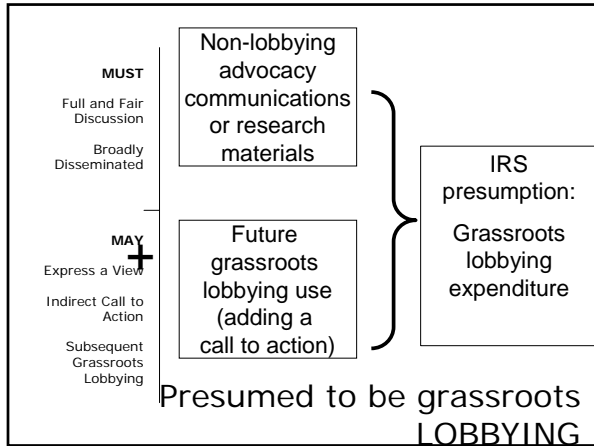 MUST
Full and Fair
Discussion
Broadly
Disseminated
MAY
Express a View
Indirect Call to
Action
Subsequent
Grassroots
Lobbying
Non-lobbying
advocacy
communications
or research
materials
+
Future
grassroots
lobbying use
(adding a
call to action)
IRS
presumption:
Grassroots
lobbying
expenditure
Presumed to be grassroots
LOBBYING